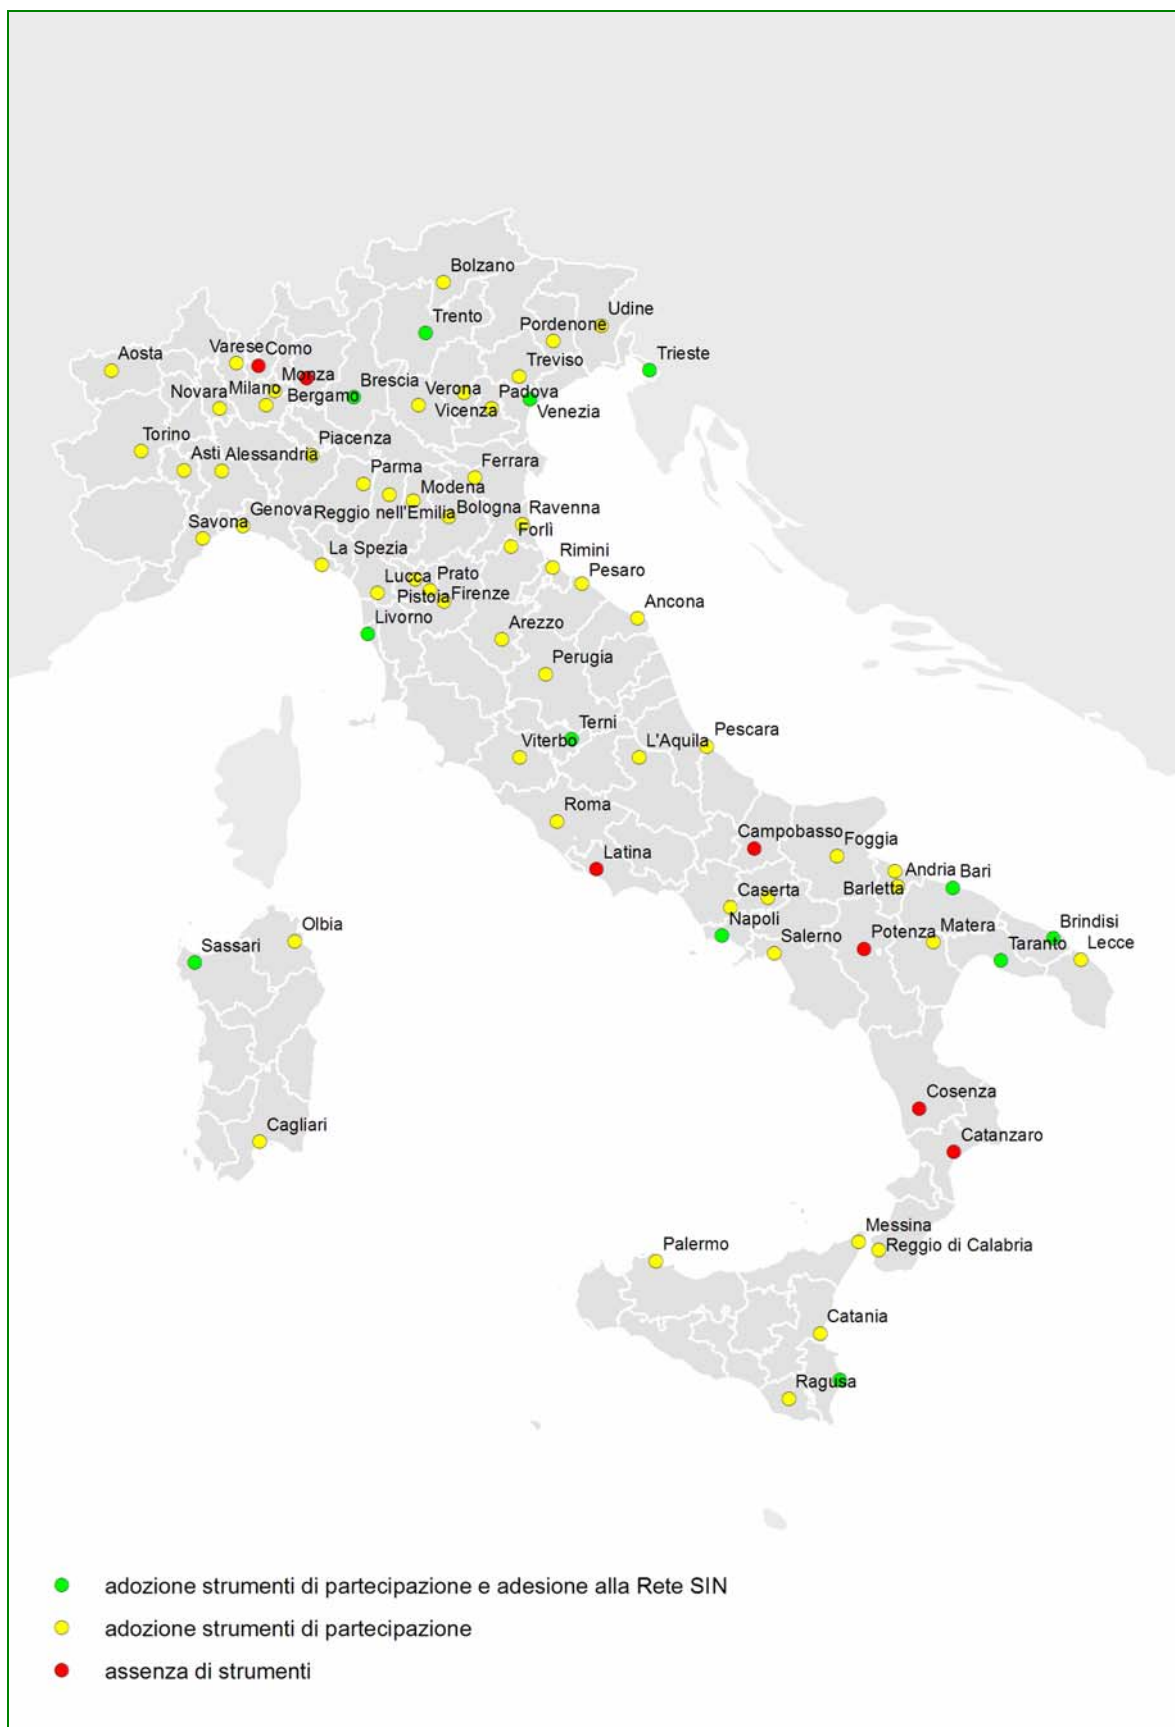 Bolzano
Udine
Trento
Pordenone
Trieste
Varese
Como
Aosta
Treviso
Monza
Brescia
Verona
Padova
Novara
Milano
Bergamo
Vicenza
Venezia
Torino
Piacenza
Asti
Alessandria
Parma
Ferrara
Modena
Genova
Reggio nell'Emilia
Bologna
Ravenna
Savona
Forlì
La Spezia
Rimini
Lucca
Prato
Pesaro
Pistoia
Firenze
Livorno
Ancona
Arezzo
Perugia
Terni
Viterbo
L'Aquila
Pescara
Roma
Campobasso
Foggia
Latina
Andria
Bari
Caserta
Barletta
Napoli
Salerno
Potenza
Matera
Brindisi
Taranto
Lecce
Olbia
Sassari
Cagliari
Cosenza
Catanzaro
Messina
Palermo
Reggio di Calabria
Catania
Ragusa
adozione strumenti di partecipazione e adesione alla Rete SIN
adozione strumenti di partecipazione
assenza di strumenti